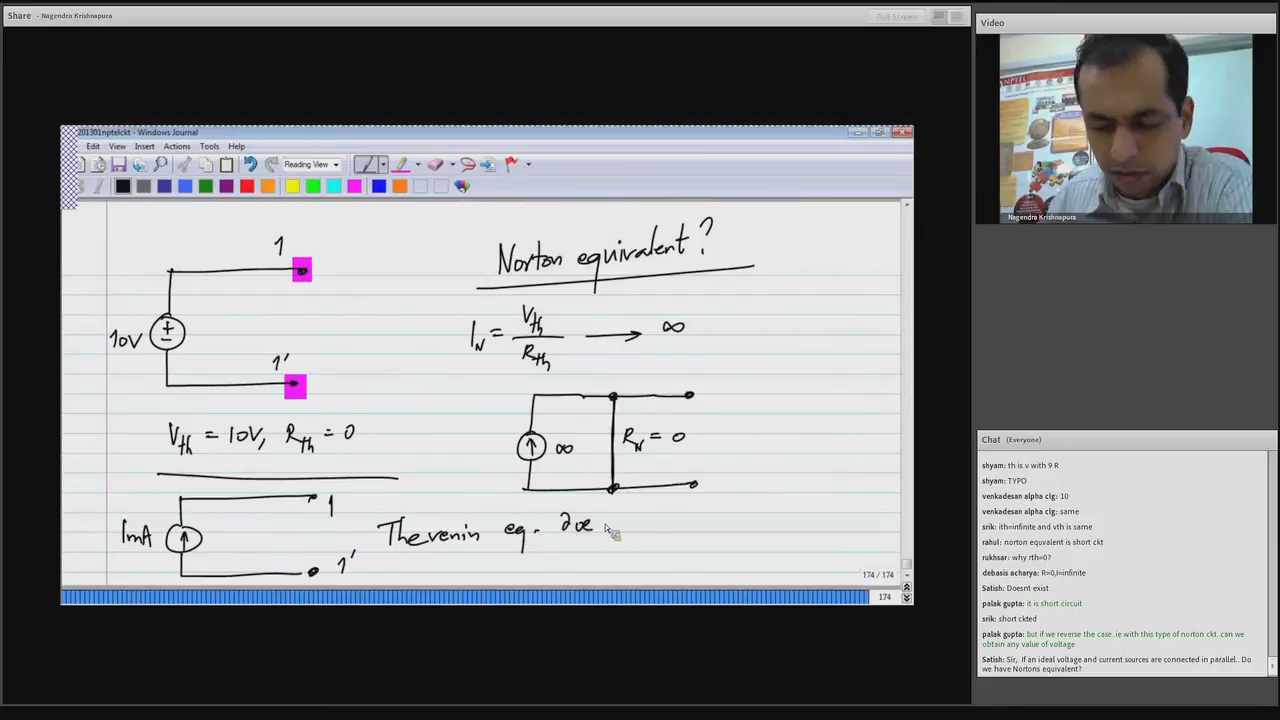 Share - Nagendra Krishnapura
Full Screen
Video
Nagendra Krishnapura
201301nptelckt - Windows Journal
Edit View Insert Actions Tools Help
Reading View
1
10V
1'
V_th = 10V, R_th = 0
1mA
1
1'
Norton equivalent?
I_N = V_th / R_th → ∞
∞ R_N = 0
Thevenin eq. doe
174 / 174
174
Chat (Everyone)
shyam: th is v with 9 R
shyam: TYPO
venkadesan alpha clg: 10
venkadesan alpha clg: same
srik: ith=infinite and vth is same
rahul: norton equvalent is short ckt
rukhsar: why rth=0?
debasis acharya: R=0,I=infinite
Satish: Doesnt exist
palak gupta: it is short circuit
srik: short ckted
palak gupta: but if we reverse the case..ie with this type of norton ckt..can we
obtain any value of voltage
Satish: Sir, If an ideal voltage and current sources are connected in parallel.. Do
we have Nortons equivalent?